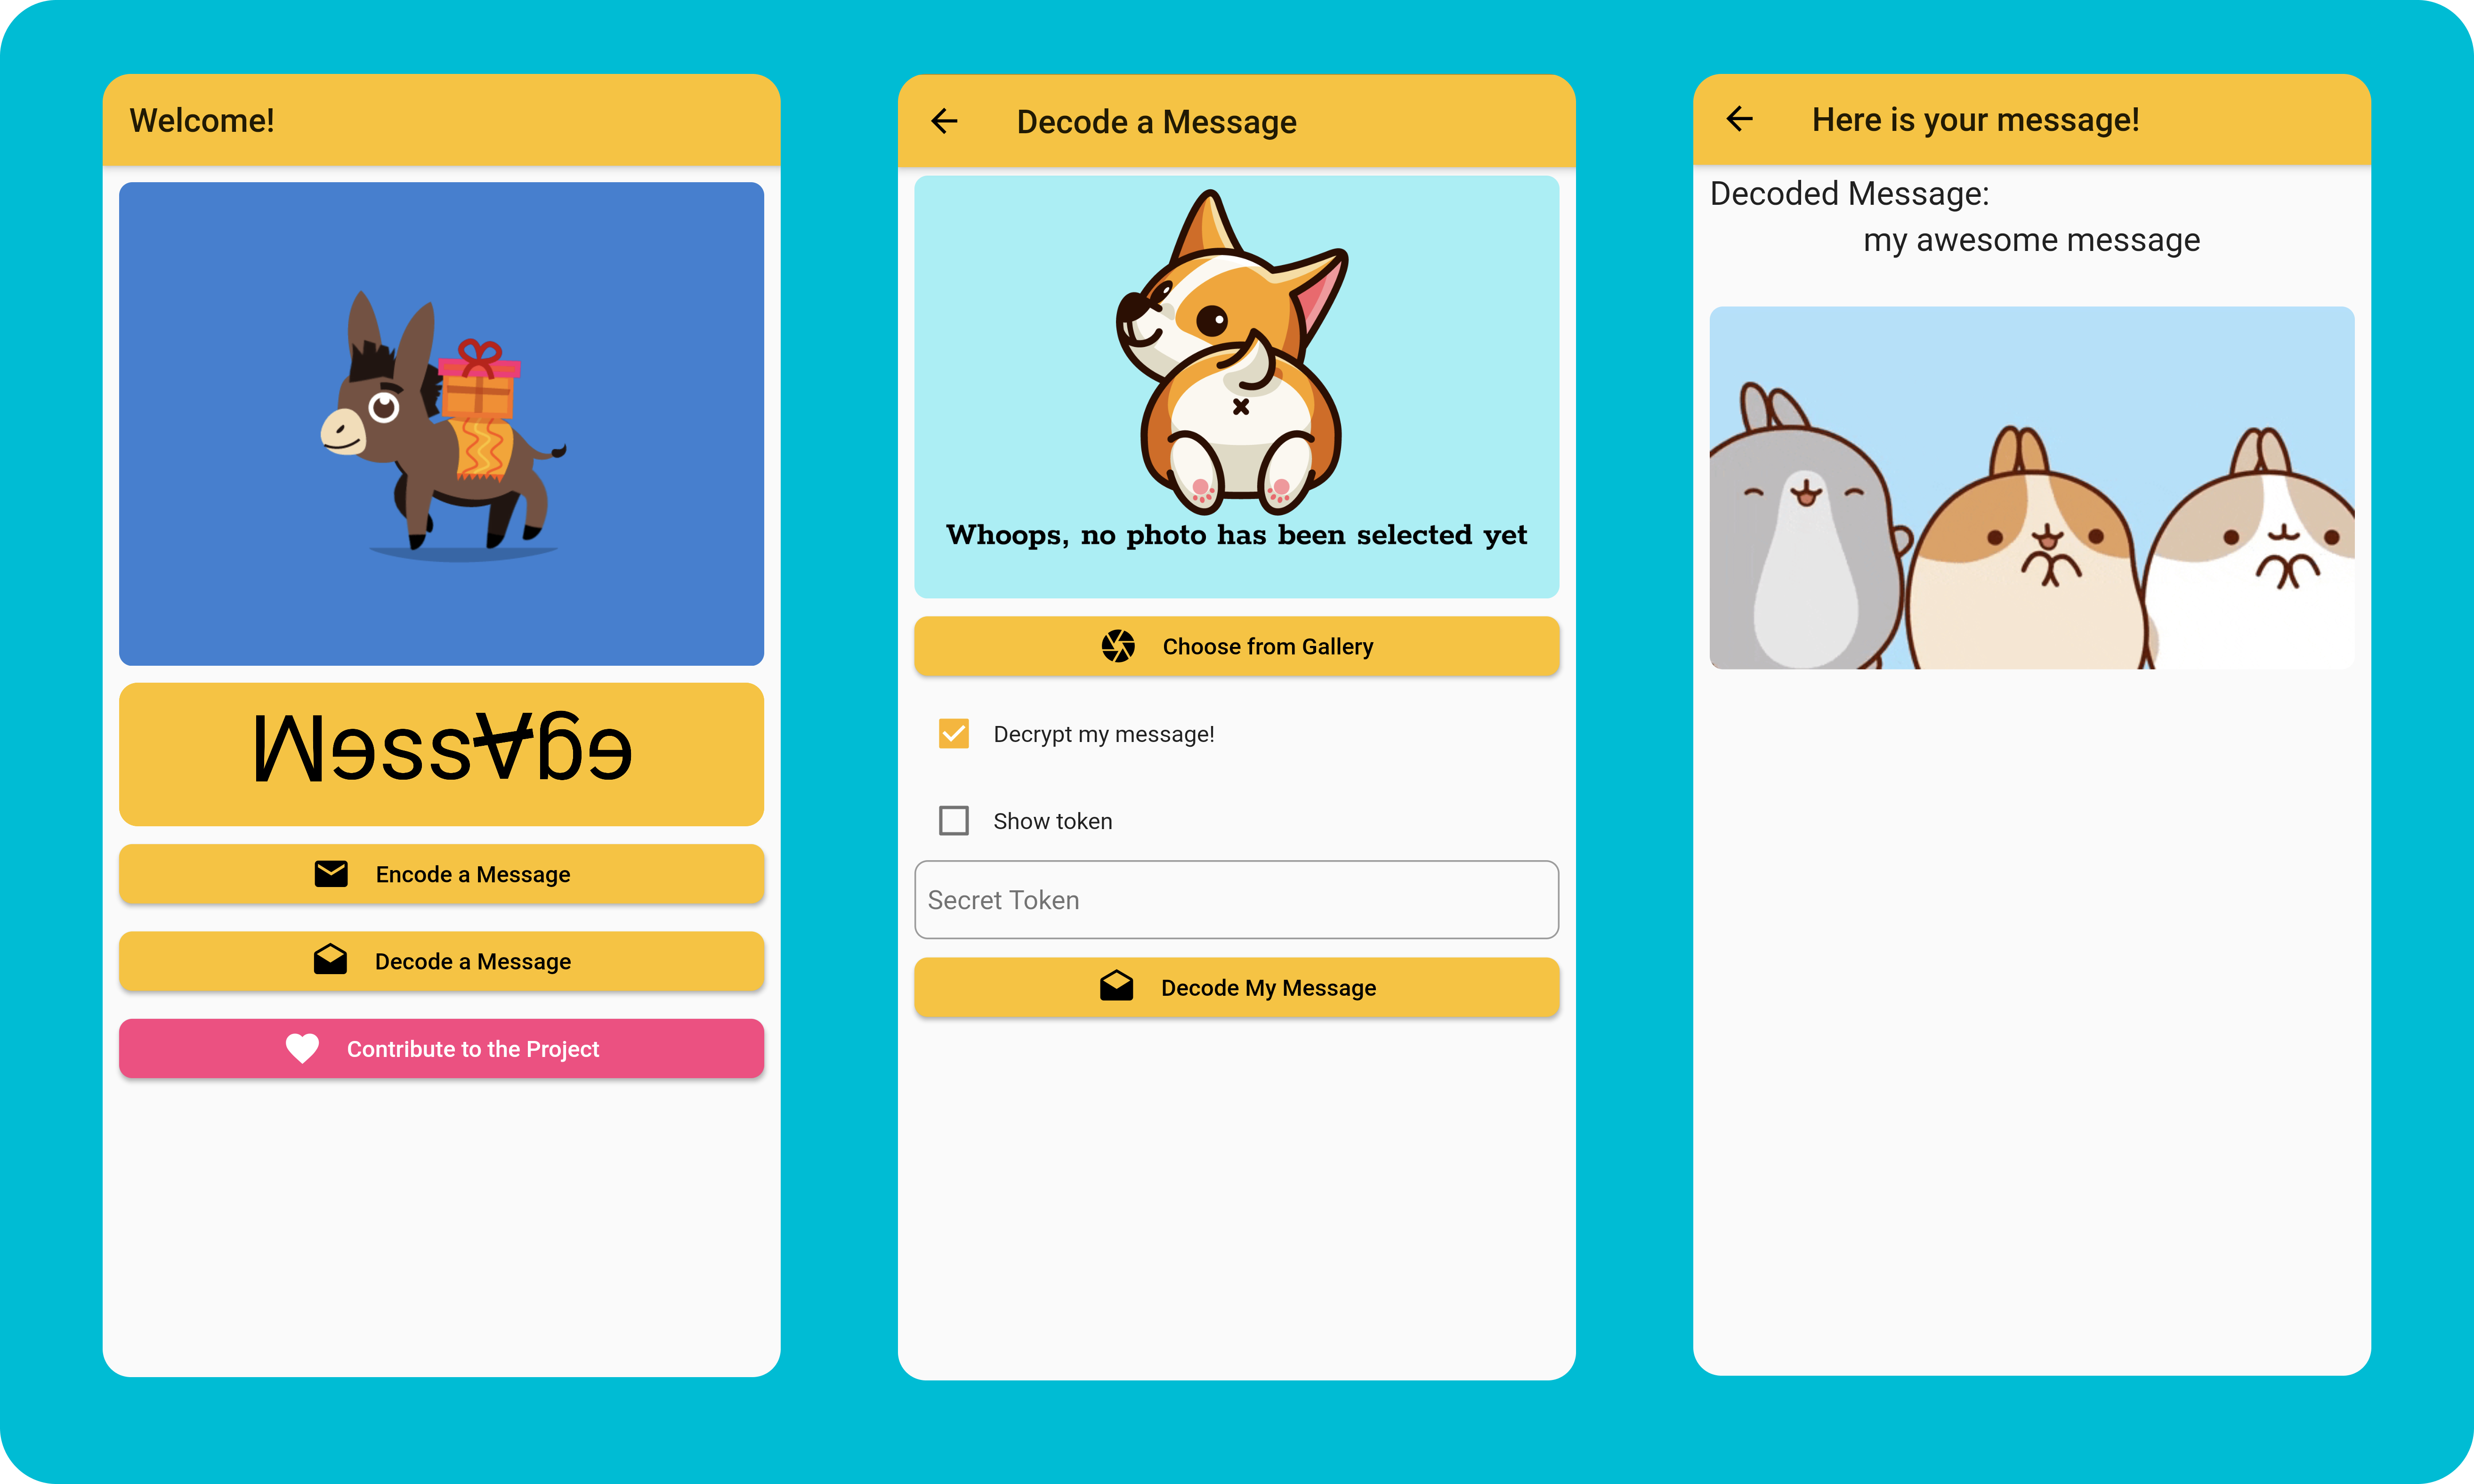 Welcome!
MessAge
Encode a Message
Decode a Message
Contribute to the Project
Decode a Message
Whoops, no photo has been selected yet
Choose from Gallery
Decrypt my message!
Show token
Secret Token
Decode My Message
Here is your message!
Decoded Message:
my awesome message